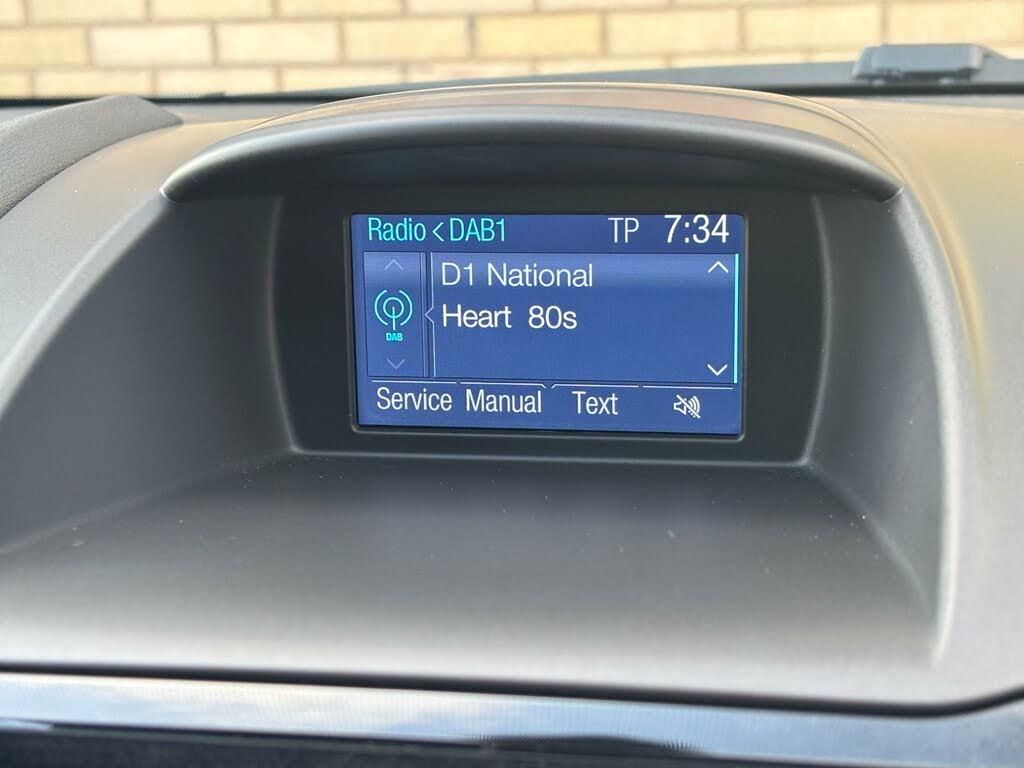 Radio < DAB1 TP 7:34
D1 National
Heart 80s
DAB
Service Manual Text